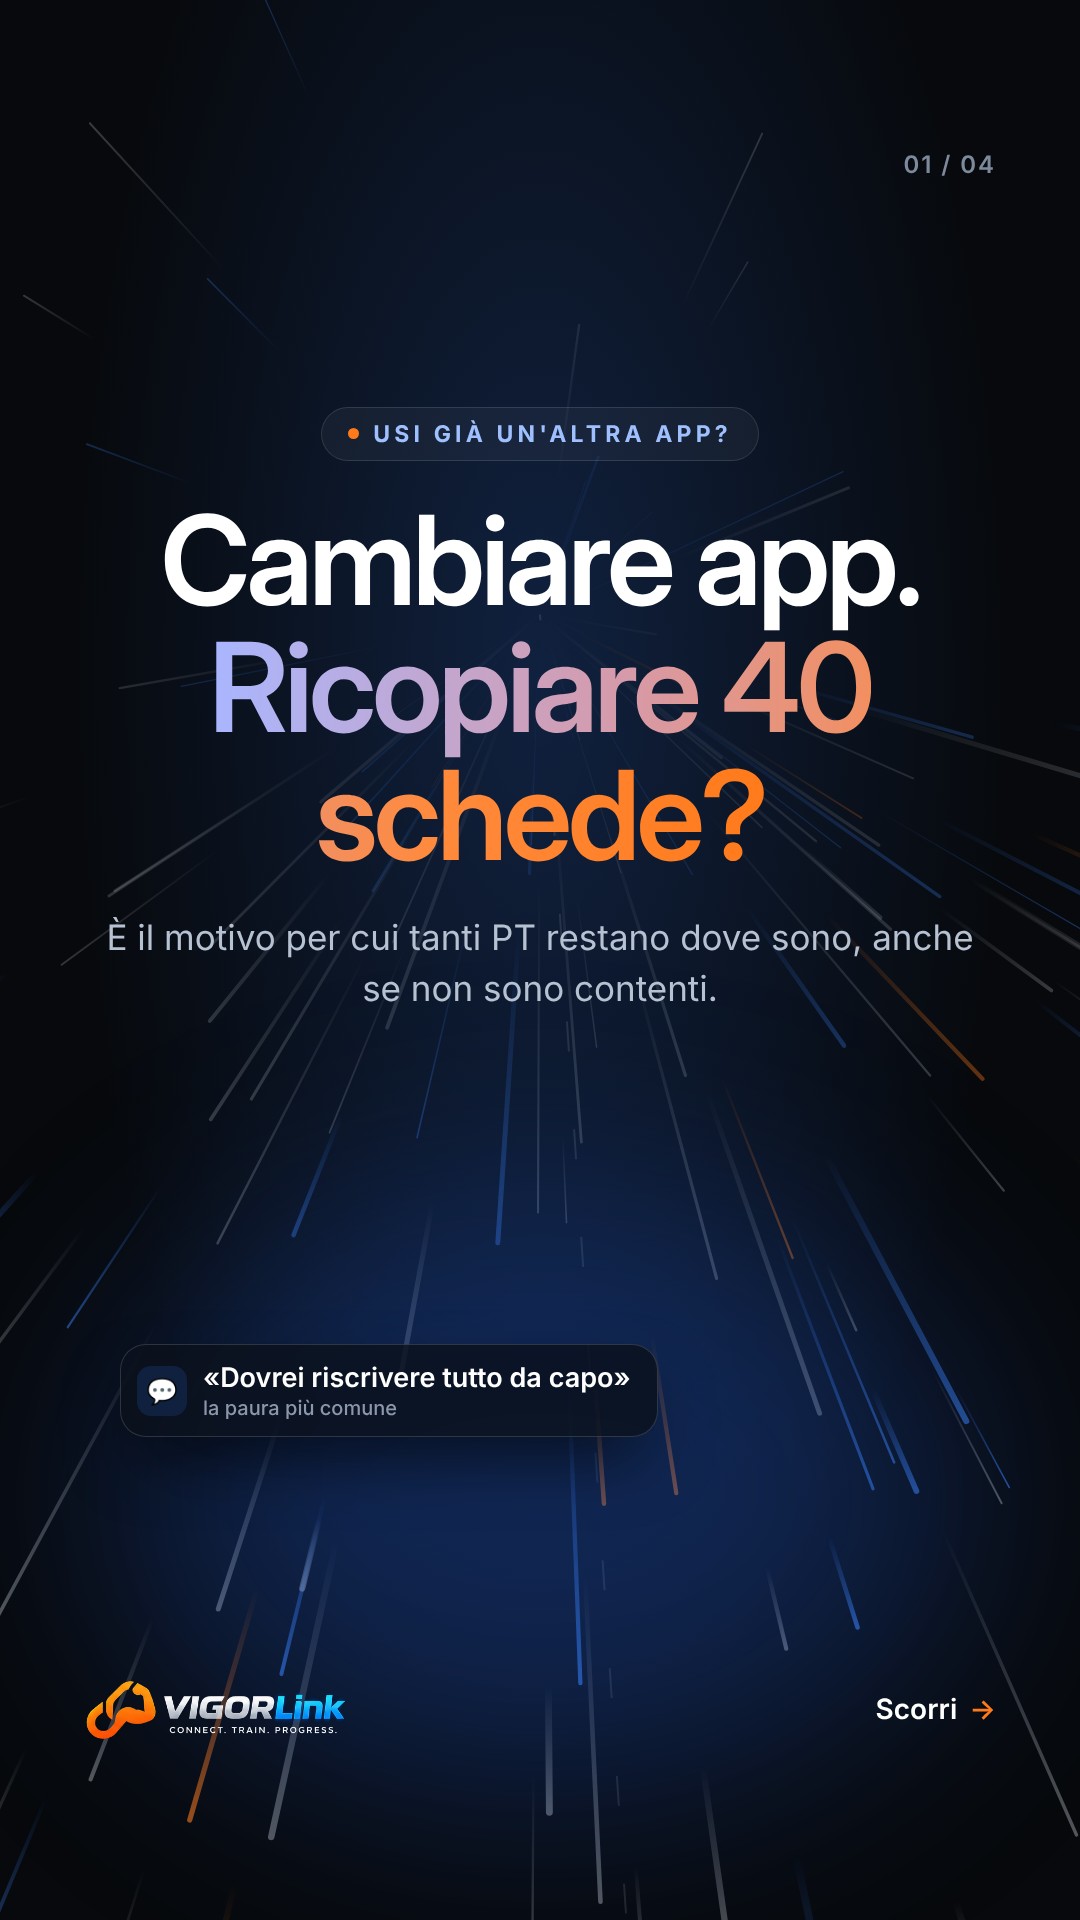 01 / 04
USI GIÀ UN'ALTRA APP?
Cambiare app.
Ricopiare 40
schede?
È il motivo per cui tanti PT restano dove sono, anche
se non sono contenti.
«Dovrei riscrivere tutto da capo»
la paura più comune
VIGORLink
CONNECT. TRAIN. PROGRESS.
Scorri →